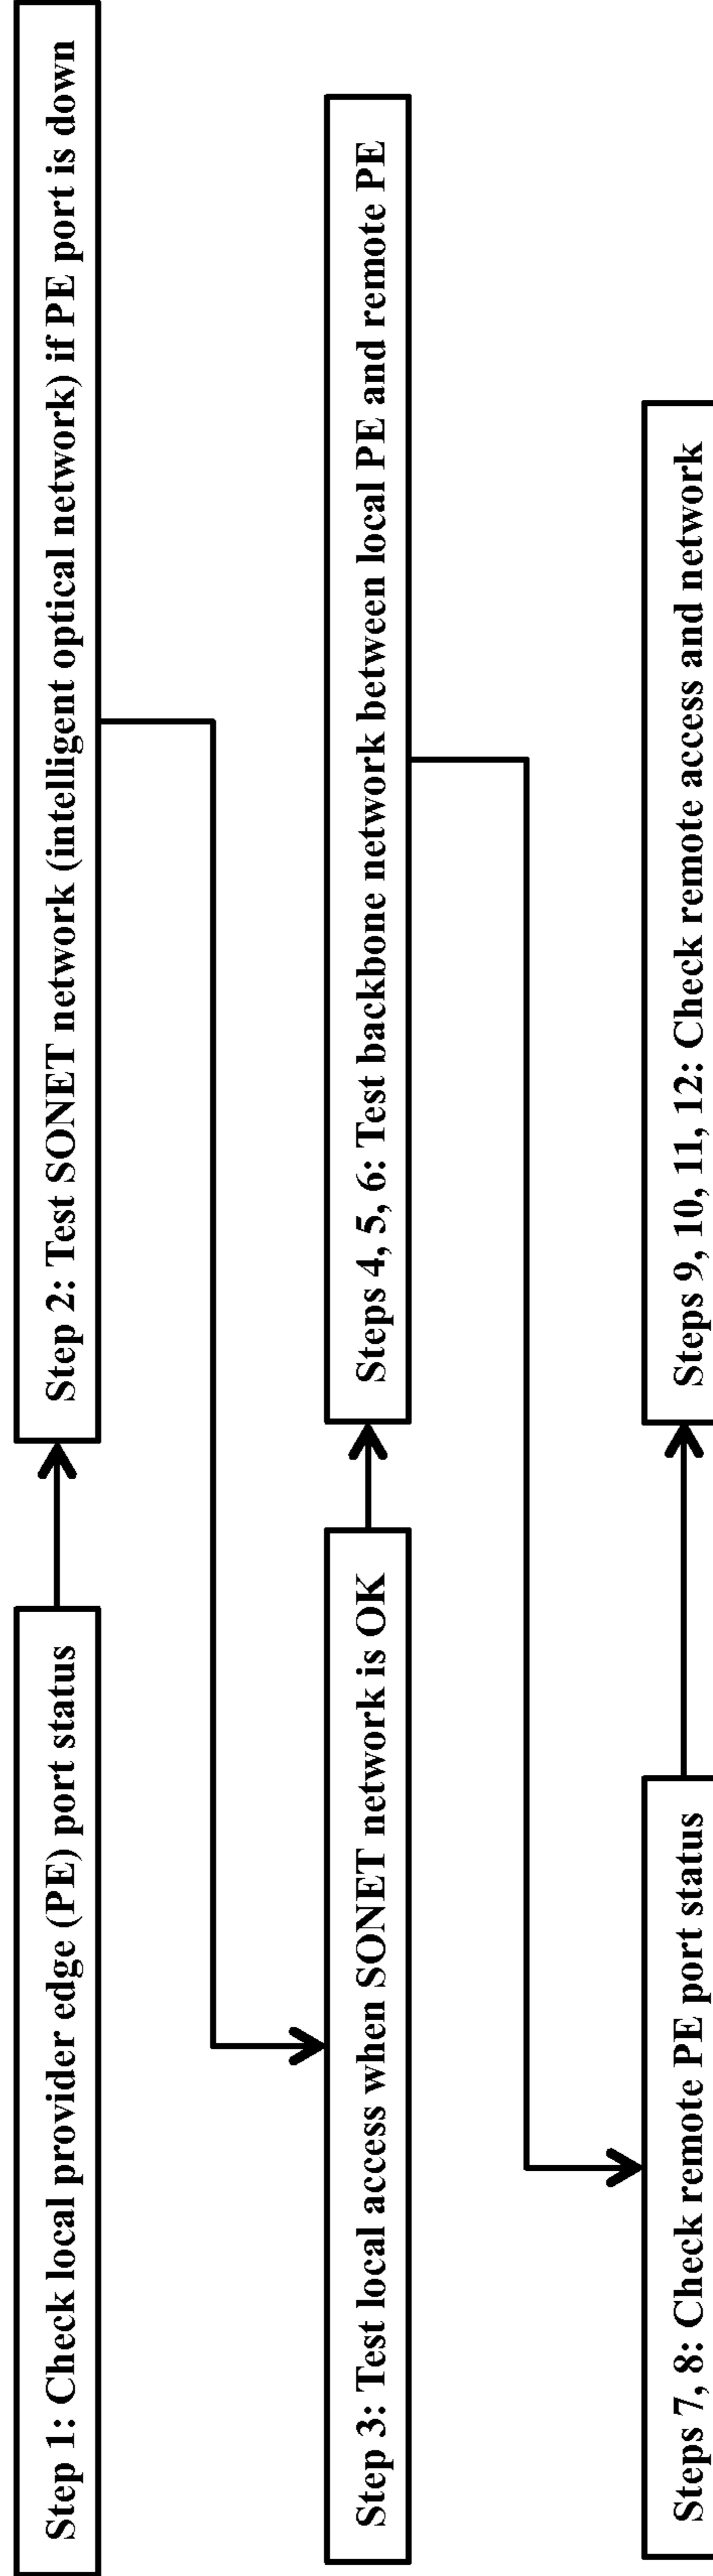 Step 1: Check local provider edge (PE) port status
Step 2: Test SONET network (intelligent optical network) if PE port is down
Step 3: Test local access when SONET network is OK
Steps 4, 5, 6: Test backbone network between local PE and remote PE
Steps 7, 8: Check remote PE port status
Steps 9, 10, 11, 12: Check remote access and network